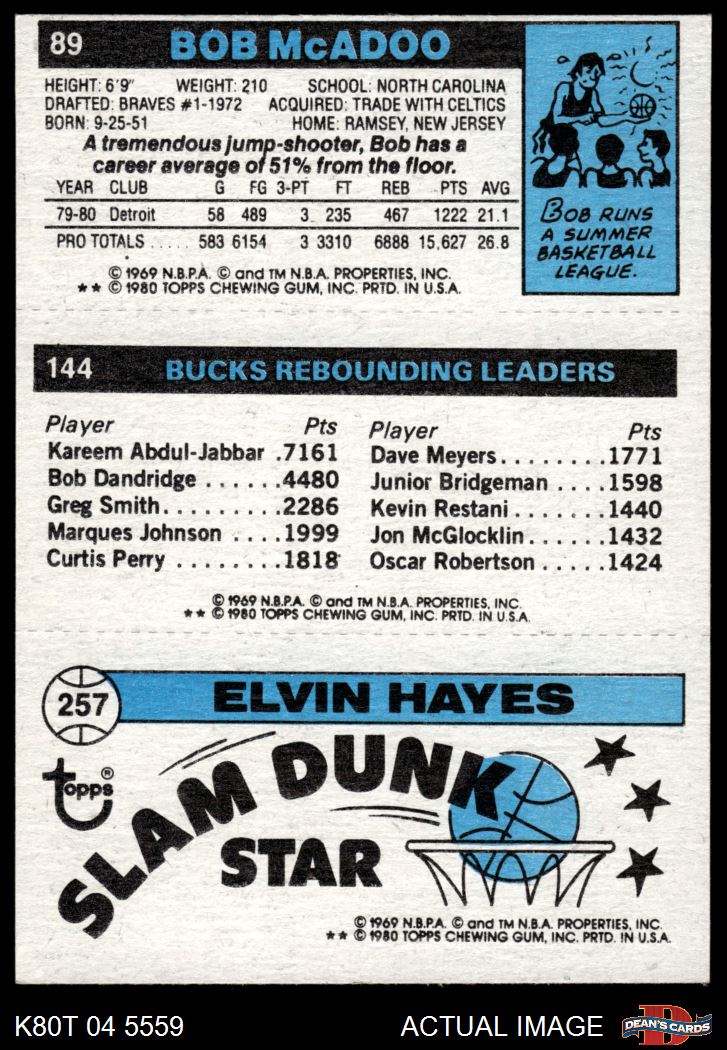 89 BOB McADOO
HEIGHT: 6'9" WEIGHT: 210 SCHOOL: NORTH CAROLINA
DRAFTED: BRAVES #1-1972 ACQUIRED: TRADE WITH CELTICS
BORN: 9-25-51 HOME: RAMSEY, NEW JERSEY
A tremendous jump-shooter, Bob has a
career average of 51% from the floor.
YEAR CLUB G FG 3-PT FT REB PTS AVG
79-80 Detroit 58 489 3 235 467 1222 21.1
PRO TOTALS ..... 583 6154 3 3310 6888 15,627 26.8
© 1969 N.B.P.A. © and TM N.B.A. PROPERTIES, INC.
** © 1980 TOPPS CHEWING GUM, INC. PRTD. IN U.S.A.
BOB RUNS
A SUMMER
BASKETBALL
LEAGUE.
144 BUCKS REBOUNDING LEADERS
Player Pts
Kareem Abdul-Jabbar .7161
Bob Dandridge ......4480
Greg Smith.........2286
Marques Johnson ....1999
Curtis Perry ........1818
Player Pts
Dave Meyers........1771
Junior Bridgeman ....1598
Kevin Restani.......1440
Jon McGlocklin......1432
Oscar Robertson .....1424
© 1969 N.B.P.A. © and TM N.B.A. PROPERTIES, INC.
** © 1980 TOPPS CHEWING GUM, INC. PRTD. IN U.S.A.
257 ELVIN HAYES
Topps®
SLAM DUNK
STAR
© 1969 N.B.P.A. © and TM N.B.A. PROPERTIES, INC.
** © 1980 TOPPS CHEWING GUM, INC. PRTD. IN U.S.A.
K80T 04 5559 ACTUAL IMAGE D DEAN'S CARDS